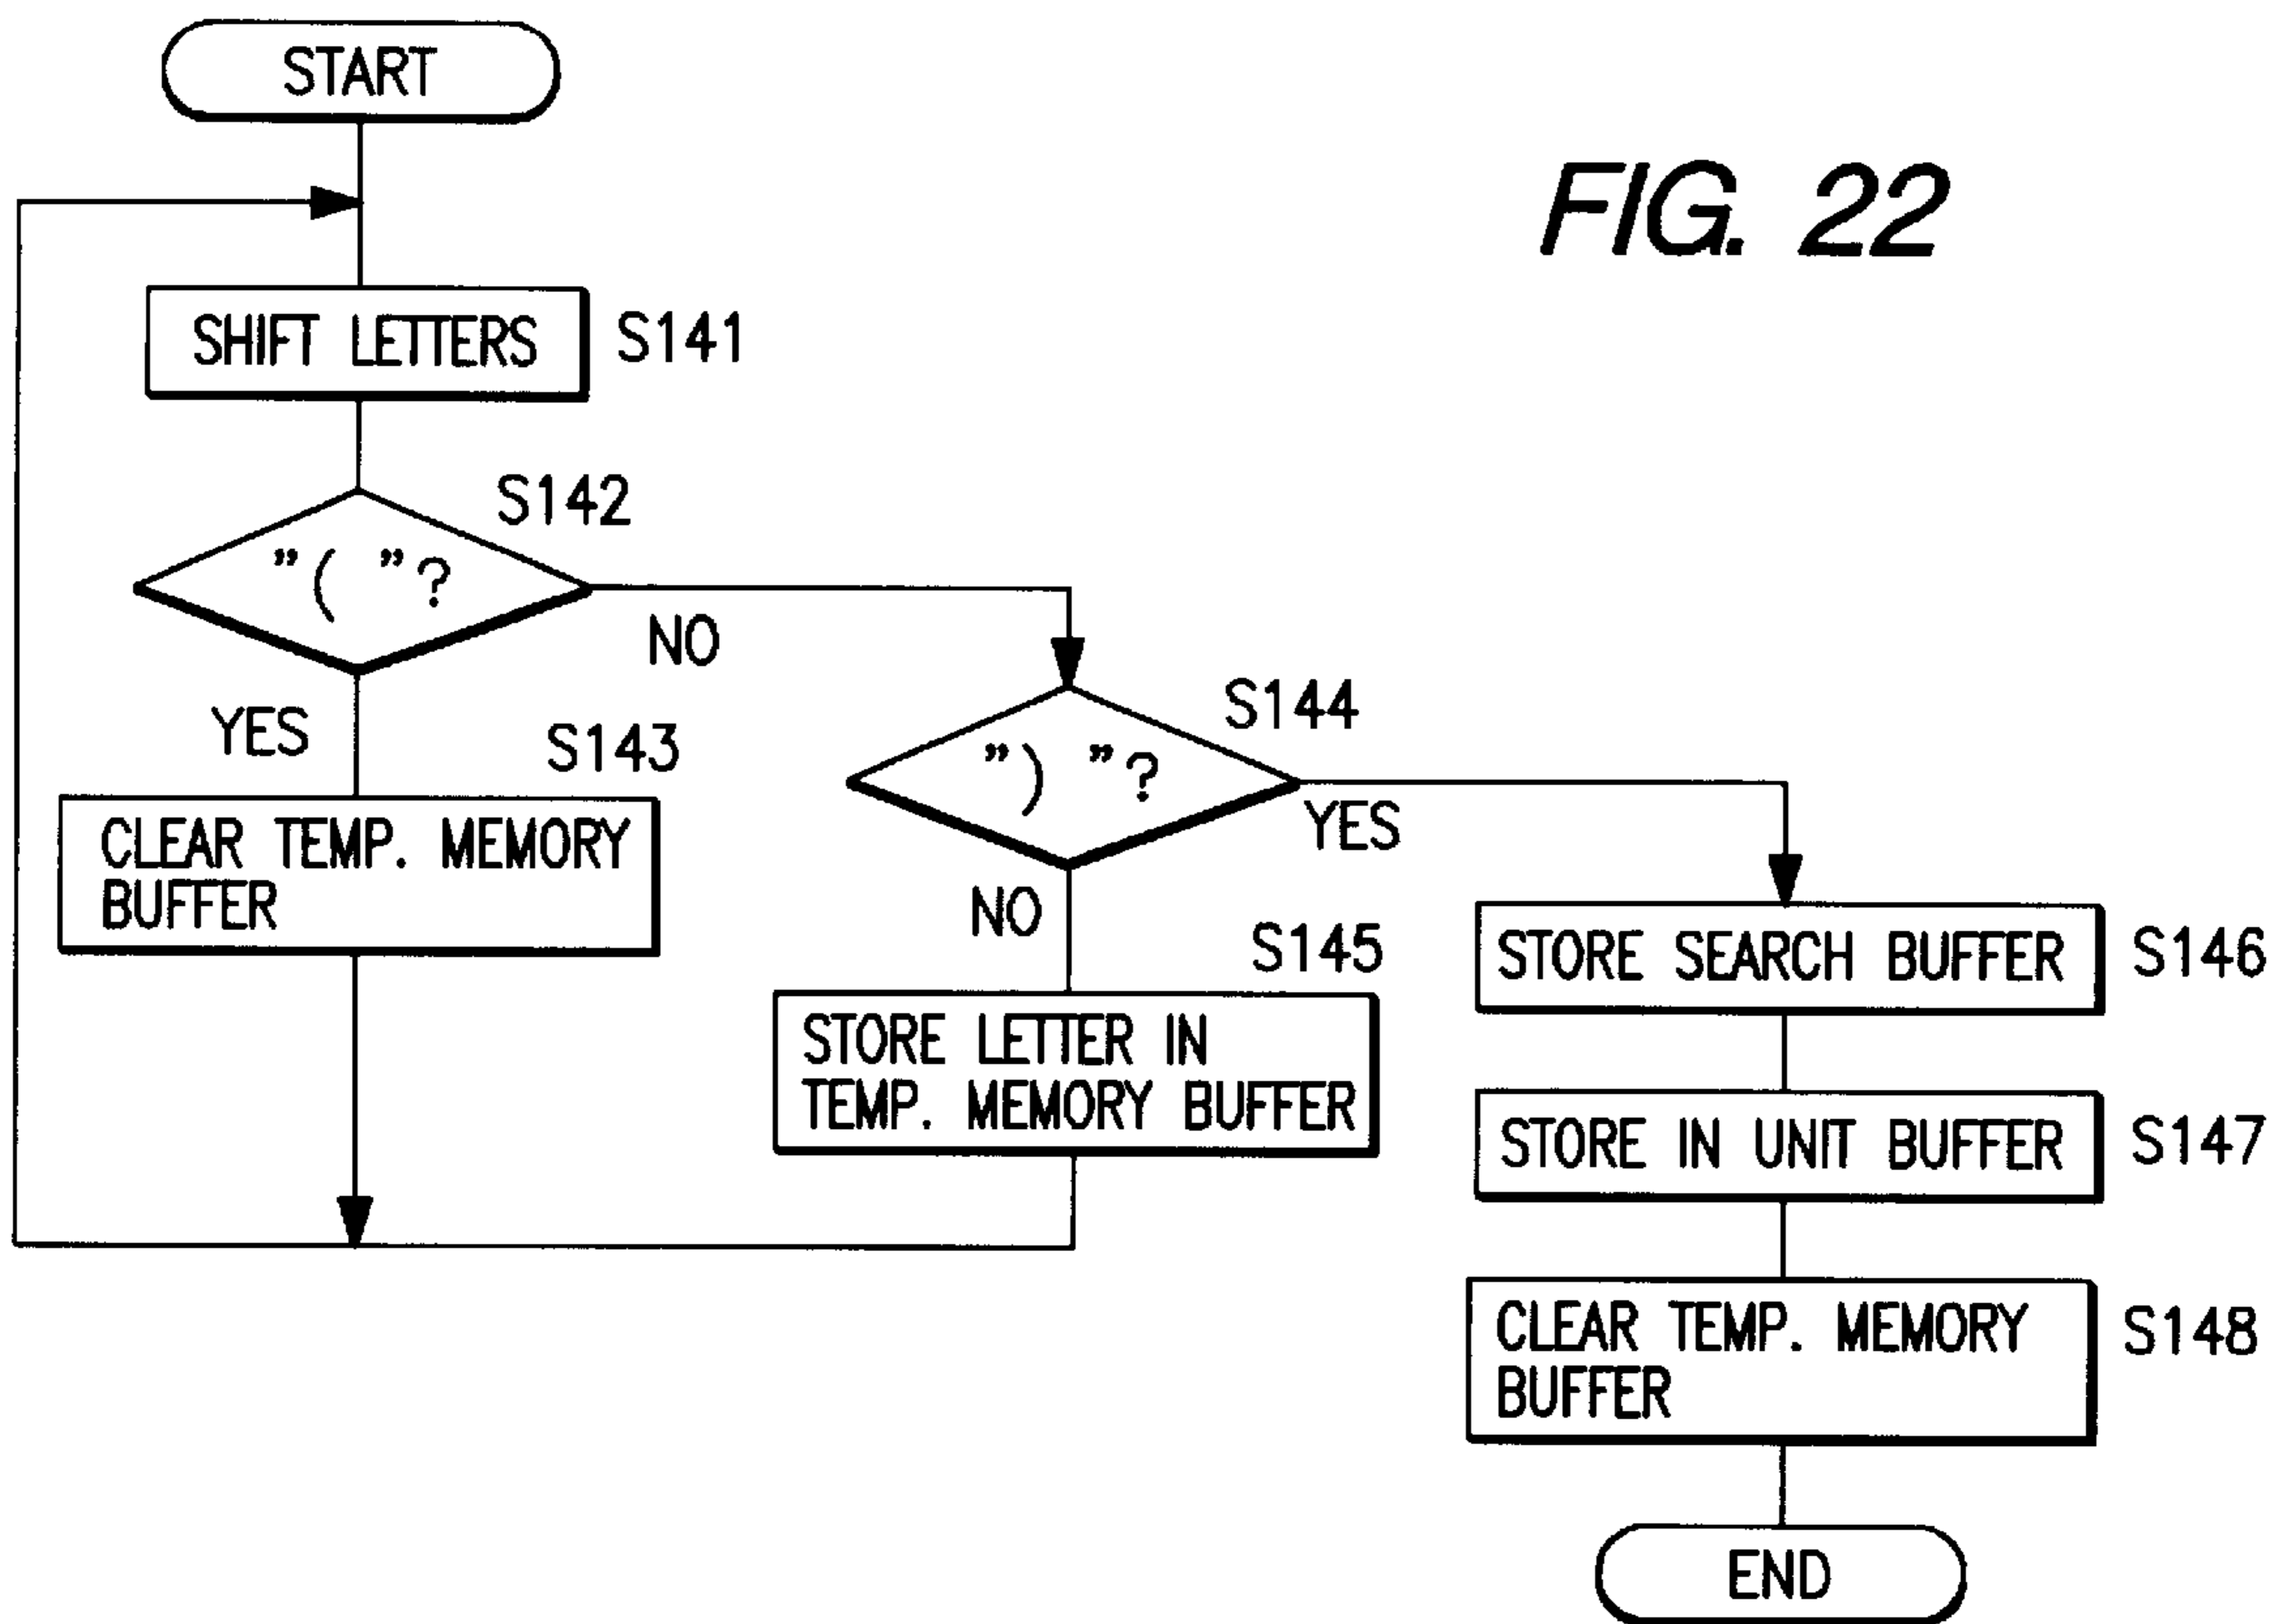 START
FIG. 22
SHIFT LETTERS
S141
S142
”( ”?
NO
YES
S143
CLEAR TEMP. MEMORY
BUFFER
S144
”) ”?
YES
NO
S145
STORE LETTER IN
TEMP. MEMORY BUFFER
STORE SEARCH BUFFER
S146
STORE IN UNIT BUFFER
S147
CLEAR TEMP. MEMORY
BUFFER
S148
END